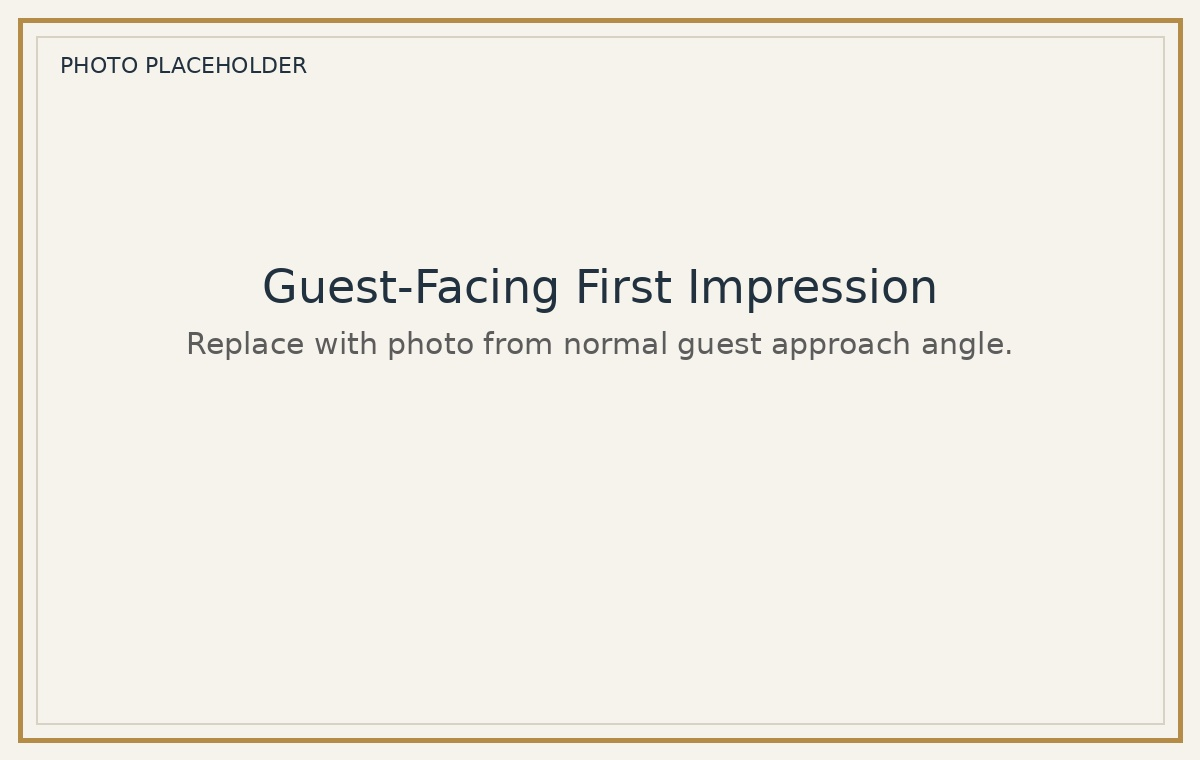 PHOTO PLACEHOLDER
Guest-Facing First Impression
Replace with photo from normal guest approach angle.